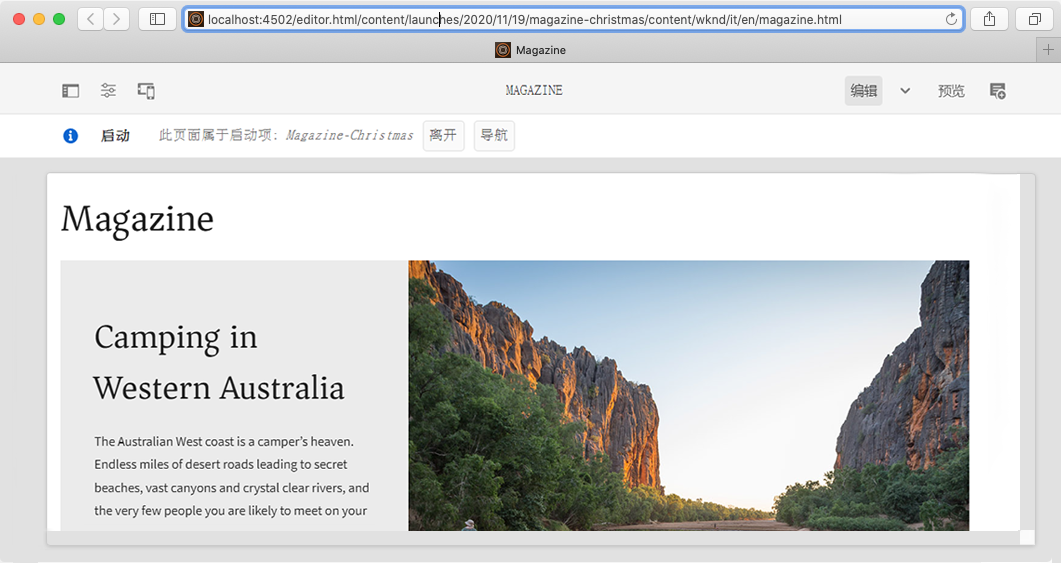 localhost:4502/editor.html/content/launches/2020/11/19/magazine-christmas/content/wknd/it/en/magazine.html
Magazine
MAGAZINE 编辑 预览
启动 此页面属于启动项: Magazine-Christmas 离开 导航
Magazine
Camping in
Western Australia
The Australian West coast is a camper’s heaven.
Endless miles of desert roads leading to secret
beaches, vast canyons and crystal clear rivers, and
the very few people you are likely to meet on your